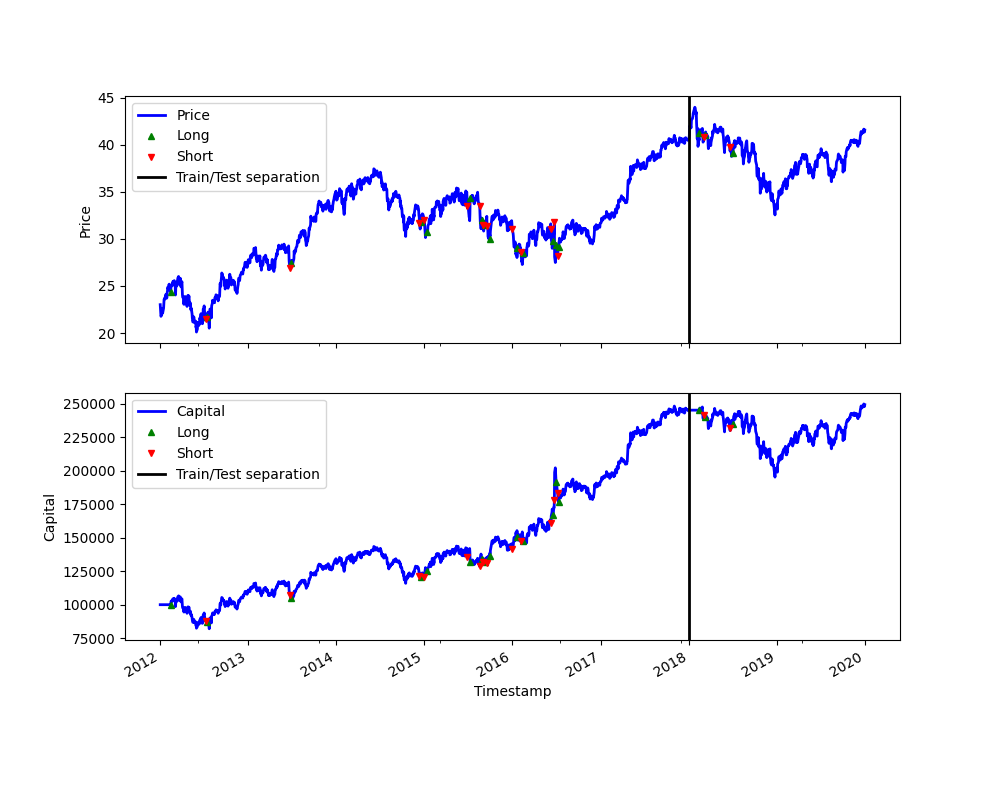 45
40
35
30
25
20
Price
Price
Long
Short
Train/Test separation
250000
225000
200000
175000
150000
125000
100000
75000
Capital
Capital
Long
Short
Train/Test separation
2012 2013 2014 2015 2016 2017 2018 2019 2020
Timestamp